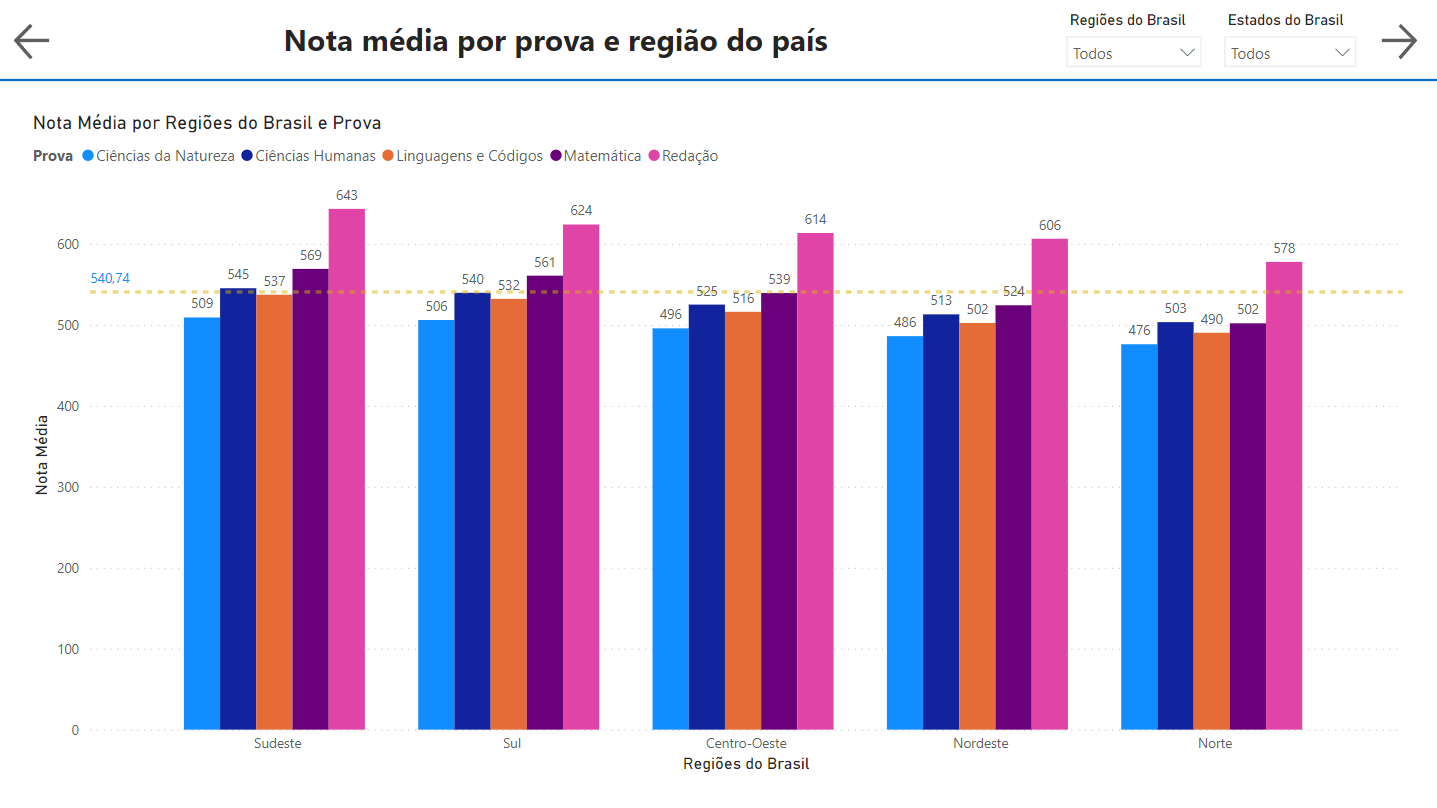 Nota média por prova e região do país
Regiões do Brasil
Todos
Estados do Brasil
Todos
Nota Média por Regiões do Brasil e Prova
Prova Ciências da Natureza Ciências Humanas Linguagens e Códigos Matemática Redação
Nota Média
600
500
400
300
200
100
0
540,74
509 545 537 569 643
506 540 532 561 624
496 525 516 539 614
486 513 502 524 606
476 503 490 502 578
Sudeste Sul Centro-Oeste Nordeste Norte
Regiões do Brasil